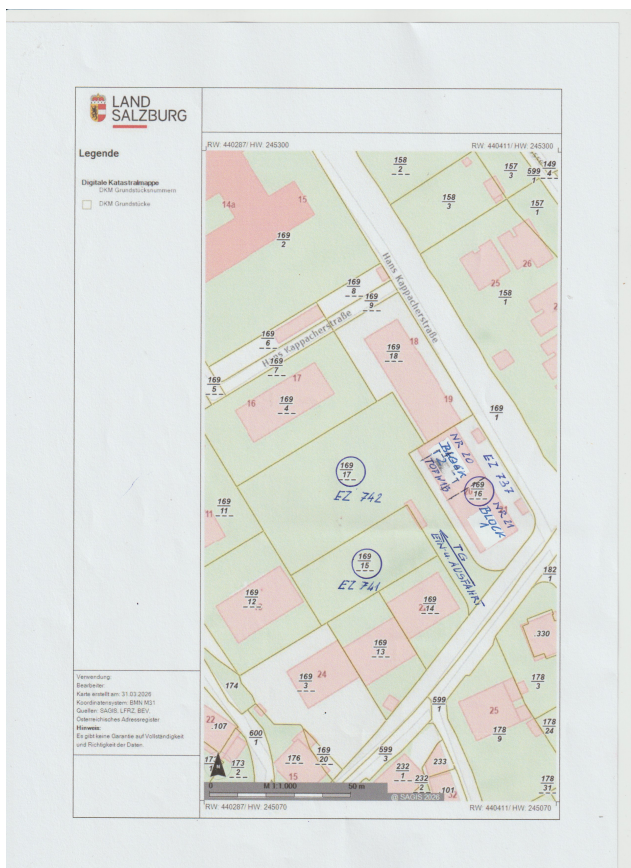 LAND
SALZBURG
Legende
Digitale Katastralmappe
DKM Grundstücksnummern
DKM Grundstücke
RW: 440287/ HW: 245300
RW: 440411/ HW: 245300
158
2
157
3
599
1
149
4
158
3
157
1
14a
15
169
2
Hans Kappacherstraße
26
25
158
1
169
8
169
9
169
6
Hans Kappacherstraße
169
7
169
5
18
169
18
17
16
169
4
19
169
1
NR 20
BLOCK
EZ 737
169
17
EZ 742
169
16
NR 21
BLOCK
A
169
11
11
TG
EIN u. AUSFAHRT
169
15
EZ 741
182
1
169
12
169
14
.330
169
13
24
169
3
174
178
3
599
1
25
178
9
178
24
22
.107
600
1
173
2
176
15
169
20
599
3
232
1
232
2
233
101
178
31
Verwendung:
Bearbeiter:
Karte erstellt am: 31.03.2026
Koordinatensystem: BMN M31
Quellen: SAGIS, LFRZ, BEV,
Österreichisches Adressregister
Hinweis:
Es gibt keine Garantie auf Vollständigkeit
und Richtigkeit der Daten.
N
0
M 1:1.000
50 m
@ SAGIS 2026
RW: 440287/ HW: 245070
RW: 440411/ HW: 245070